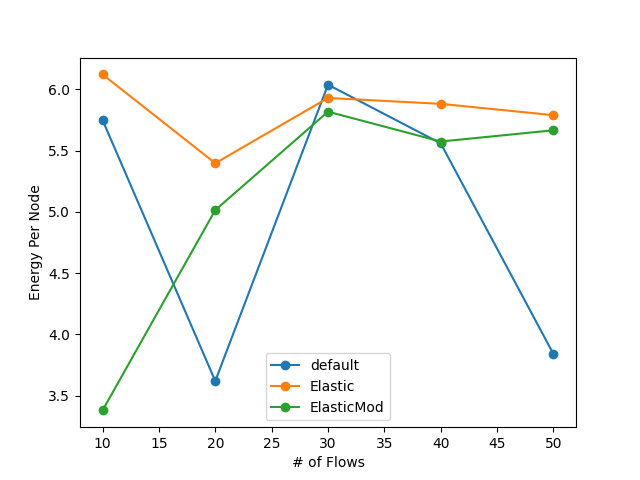 6.0
5.5
5.0
4.5
4.0
3.5
Energy Per Node
default
Elastic
ElasticMod
10 15 20 25 30 35 40 45 50
# of Flows